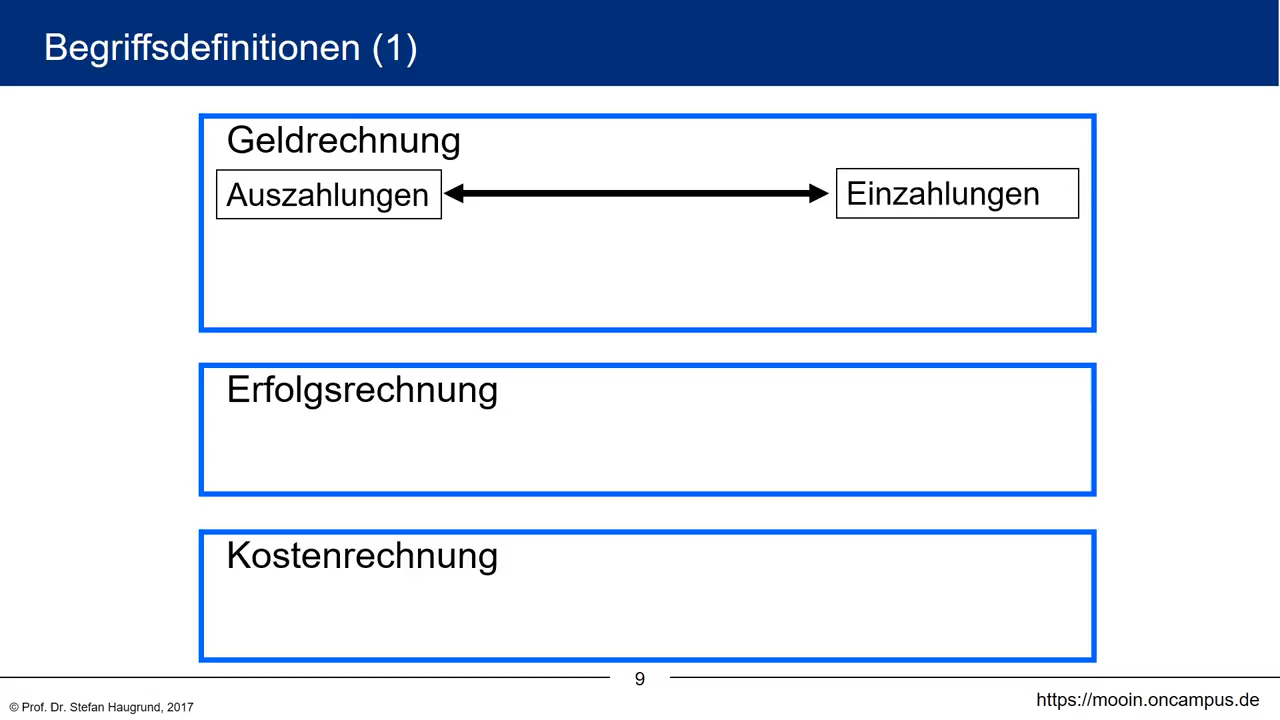 Begriffsdefinitionen (1)
Geldrechnung
Auszahlungen
Einzahlungen
Erfolgsrechnung
Kostenrechnung
9
© Prof. Dr. Stefan Haugrund, 2017
https://mooin.oncampus.de